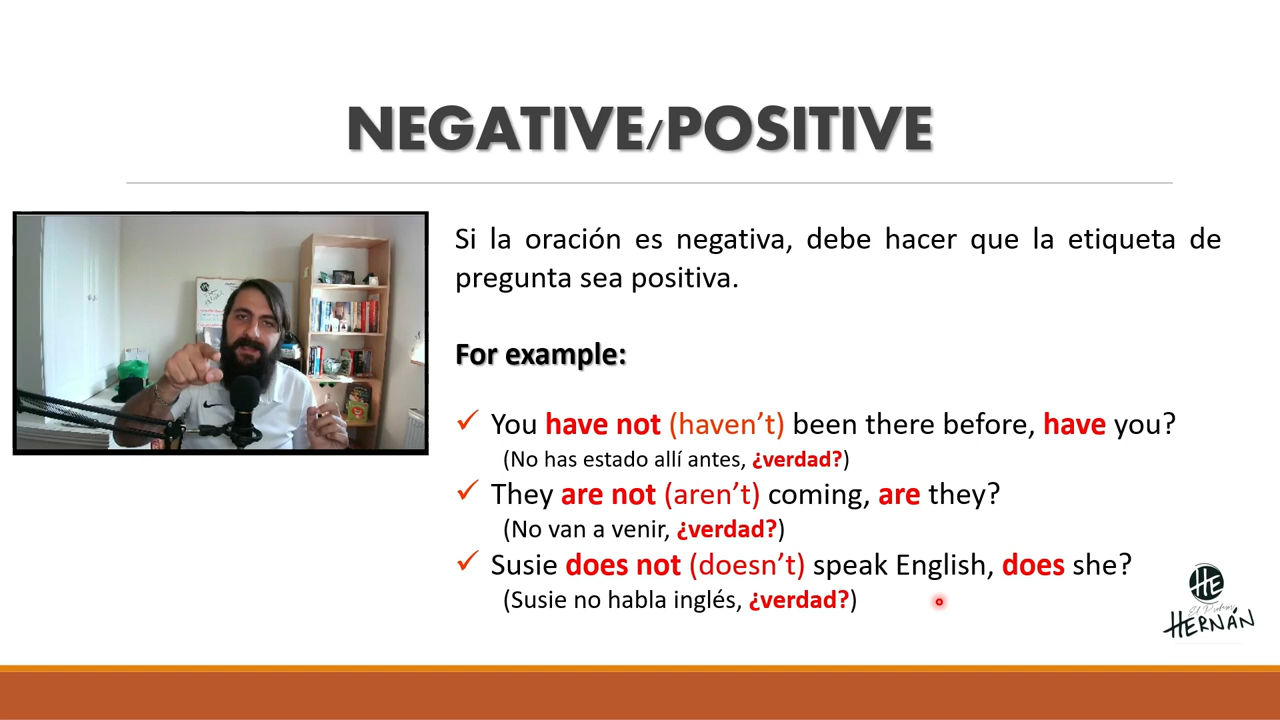 NEGATIVE/POSITIVE
Si la oración es negativa, debe hacer que la etiqueta de
pregunta sea positiva.
For example:
✓ You have not (haven’t) been there before, have you?
(No has estado allí antes, ¿verdad?)
✓ They are not (aren’t) coming, are they?
(No van a venir, ¿verdad?)
✓ Susie does not (doesn’t) speak English, does she?
(Susie no habla inglés, ¿verdad?)
HE
El Profesor
HERNÁN